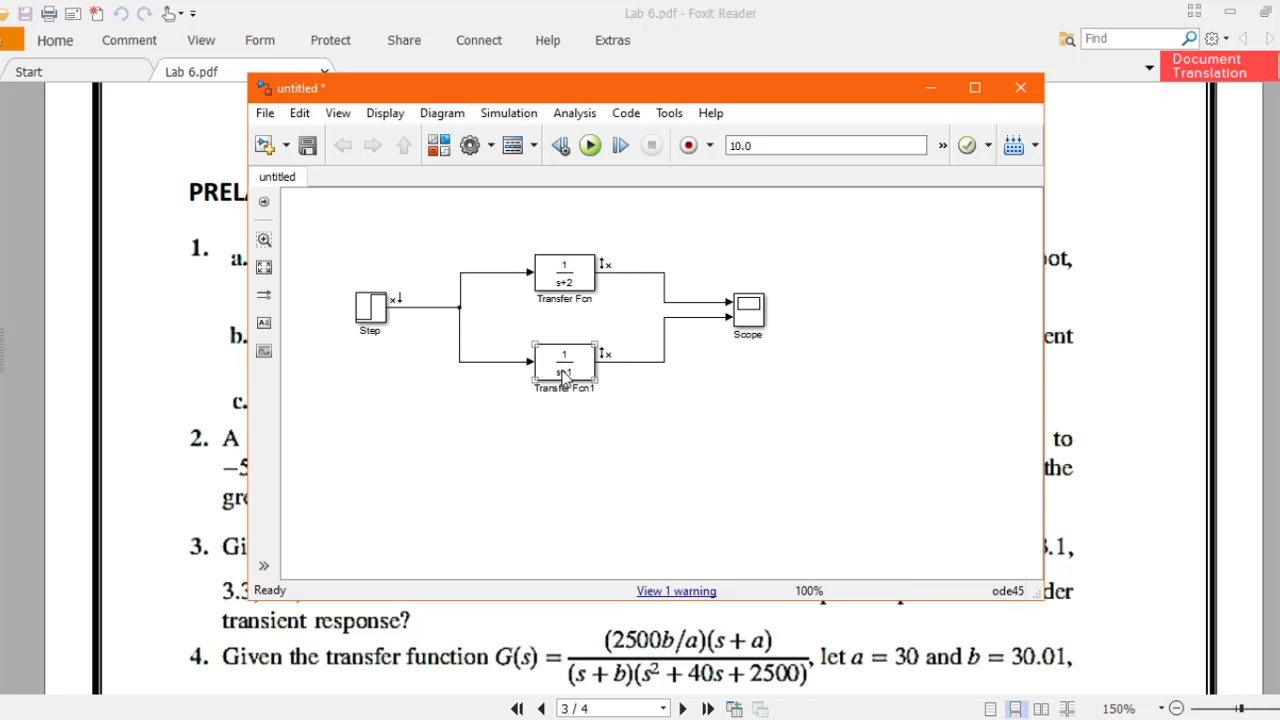 Lab 6.pdf - Foxit Reader
Home Comment View Form Protect Share Connect Help Extras Find
Start Lab 6.pdf Document
Translation
untitled *
File Edit View Display Diagram Simulation Analysis Code Tools Help
10.0 »
untitled
1
s+2
Transfer Fcn
x
x
Step
Scope
1
Transfer Fcn1
x
Ready View 1 warning 100% ode45
1.
a. ot,
b. ent
c.
2. A to
−5 the
gre
3. Gi 3.1,
3.3 der
transient response?
4. Given the transfer function G(s) = (2500b/a)(s + a) / (s + b)(s² + 40s + 2500), let a = 30 and b = 30.01,
3 / 4 150%